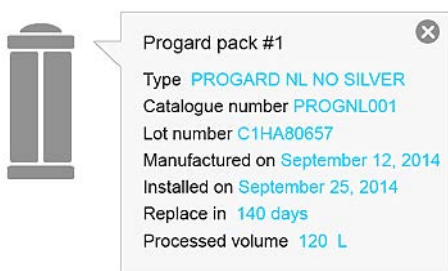 Progard pack #1
Type PROGARD NL NO SILVER
Catalogue number PROGNL001
Lot number C1HA80657
Manufactured on September 12, 2014
Installed on September 25, 2014
Replace in 140 days
Processed volume 120 L